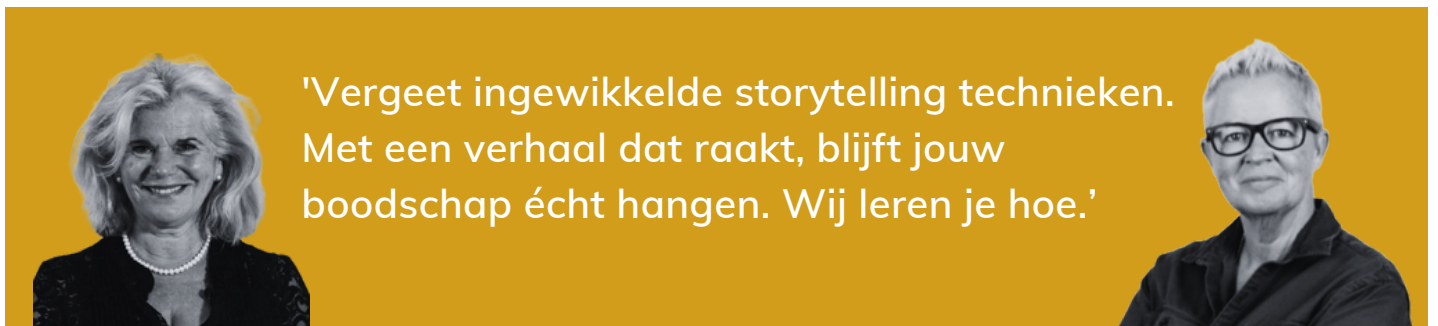 'Vergeet ingewikkelde storytelling technieken.
Met een verhaal dat raakt, blijft jouw
boodschap écht hangen. Wij leren je hoe.’